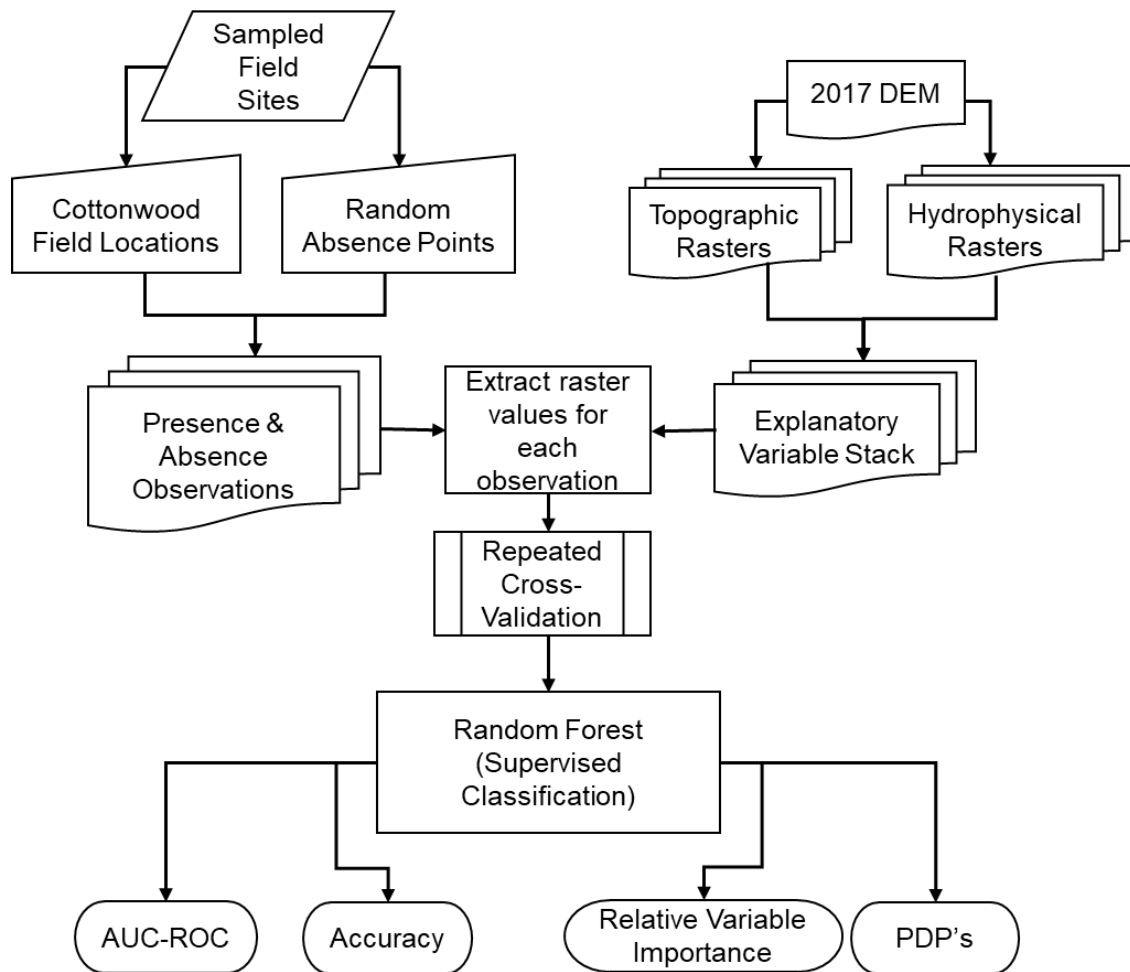 Sampled
Field
Sites
2017 DEM
Cottonwood
Field Locations
Random
Absence Points
Topographic
Rasters
Hydrophysical
Rasters
Presence &
Absence
Observations
Extract raster
values for
each
observation
Explanatory
Variable Stack
Repeated
Cross-
Validation
Random Forest
(Supervised
Classification)
AUC-ROC
Accuracy
Relative Variable
Importance
PDP's